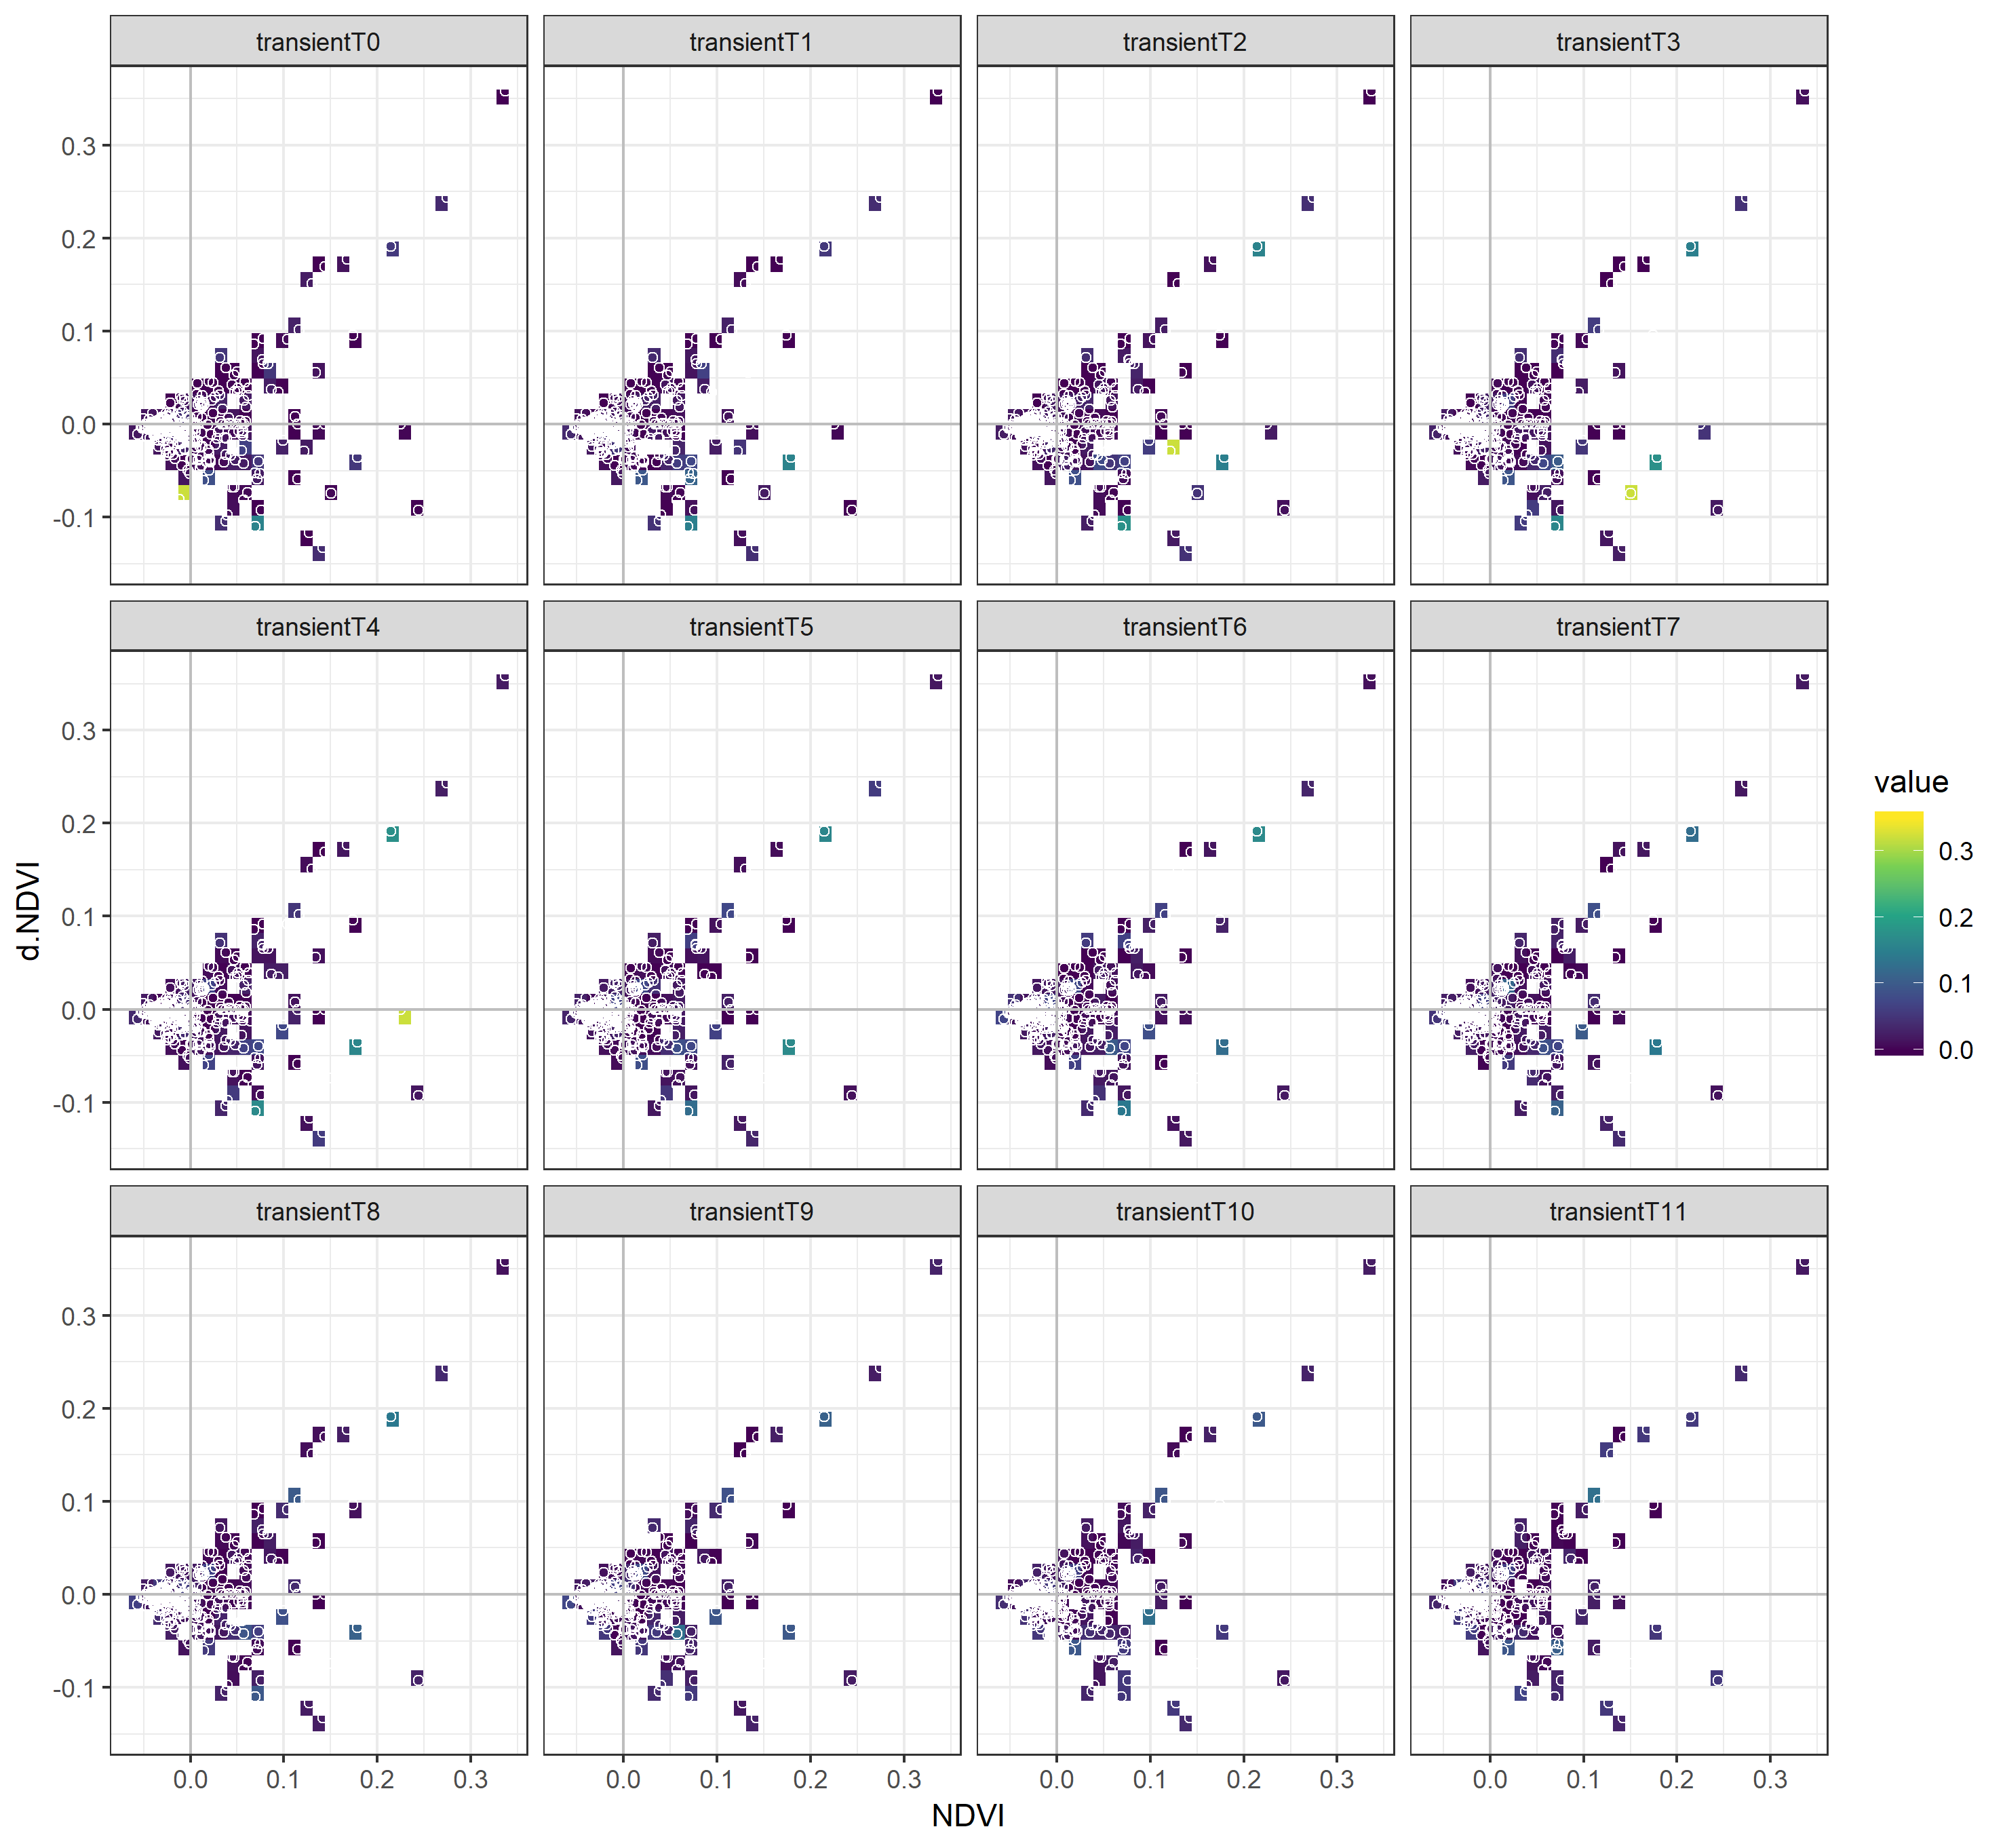 transientT0 transientT1 transientT2 transientT3
0.3
0.2
0.1
0.0
-0.1
transientT4 transientT5 transientT6 transientT7
0.3
0.2
0.1
0.0
-0.1
d.NDVI
value
0.3
0.2
0.1
0.0
transientT8 transientT9 transientT10 transientT11
0.3
0.2
0.1
0.0
-0.1
0.0 0.1 0.2 0.3 0.0 0.1 0.2 0.3 0.0 0.1 0.2 0.3 0.0 0.1 0.2 0.3
NDVI